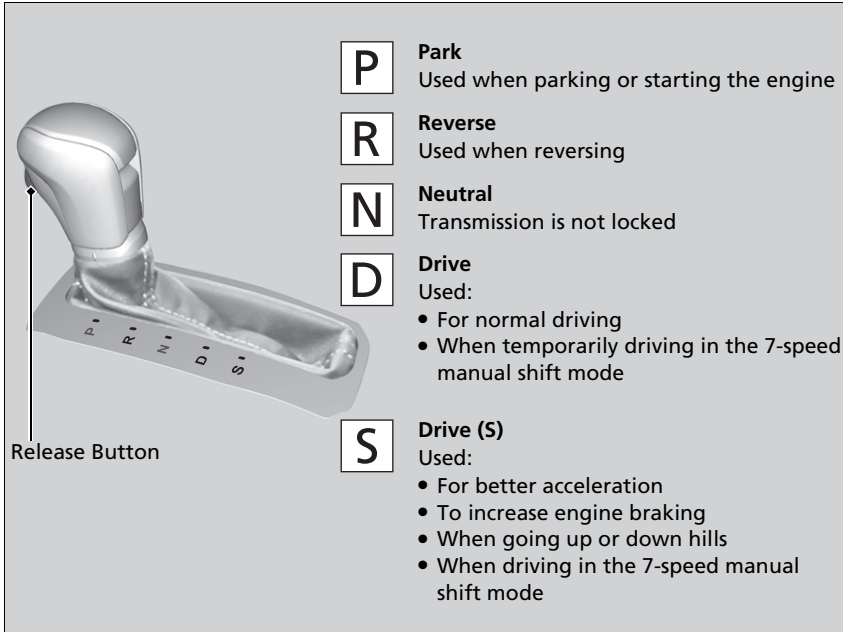 P
Park
Used when parking or starting the engine
R
Reverse
Used when reversing
N
Neutral
Transmission is not locked
D
Drive
Used:
• For normal driving
• When temporarily driving in the 7-speed
manual shift mode
S
Drive (S)
Used:
• For better acceleration
• To increase engine braking
• When going up or down hills
• When driving in the 7-speed manual
shift mode
P
R
N
D
S
Release Button